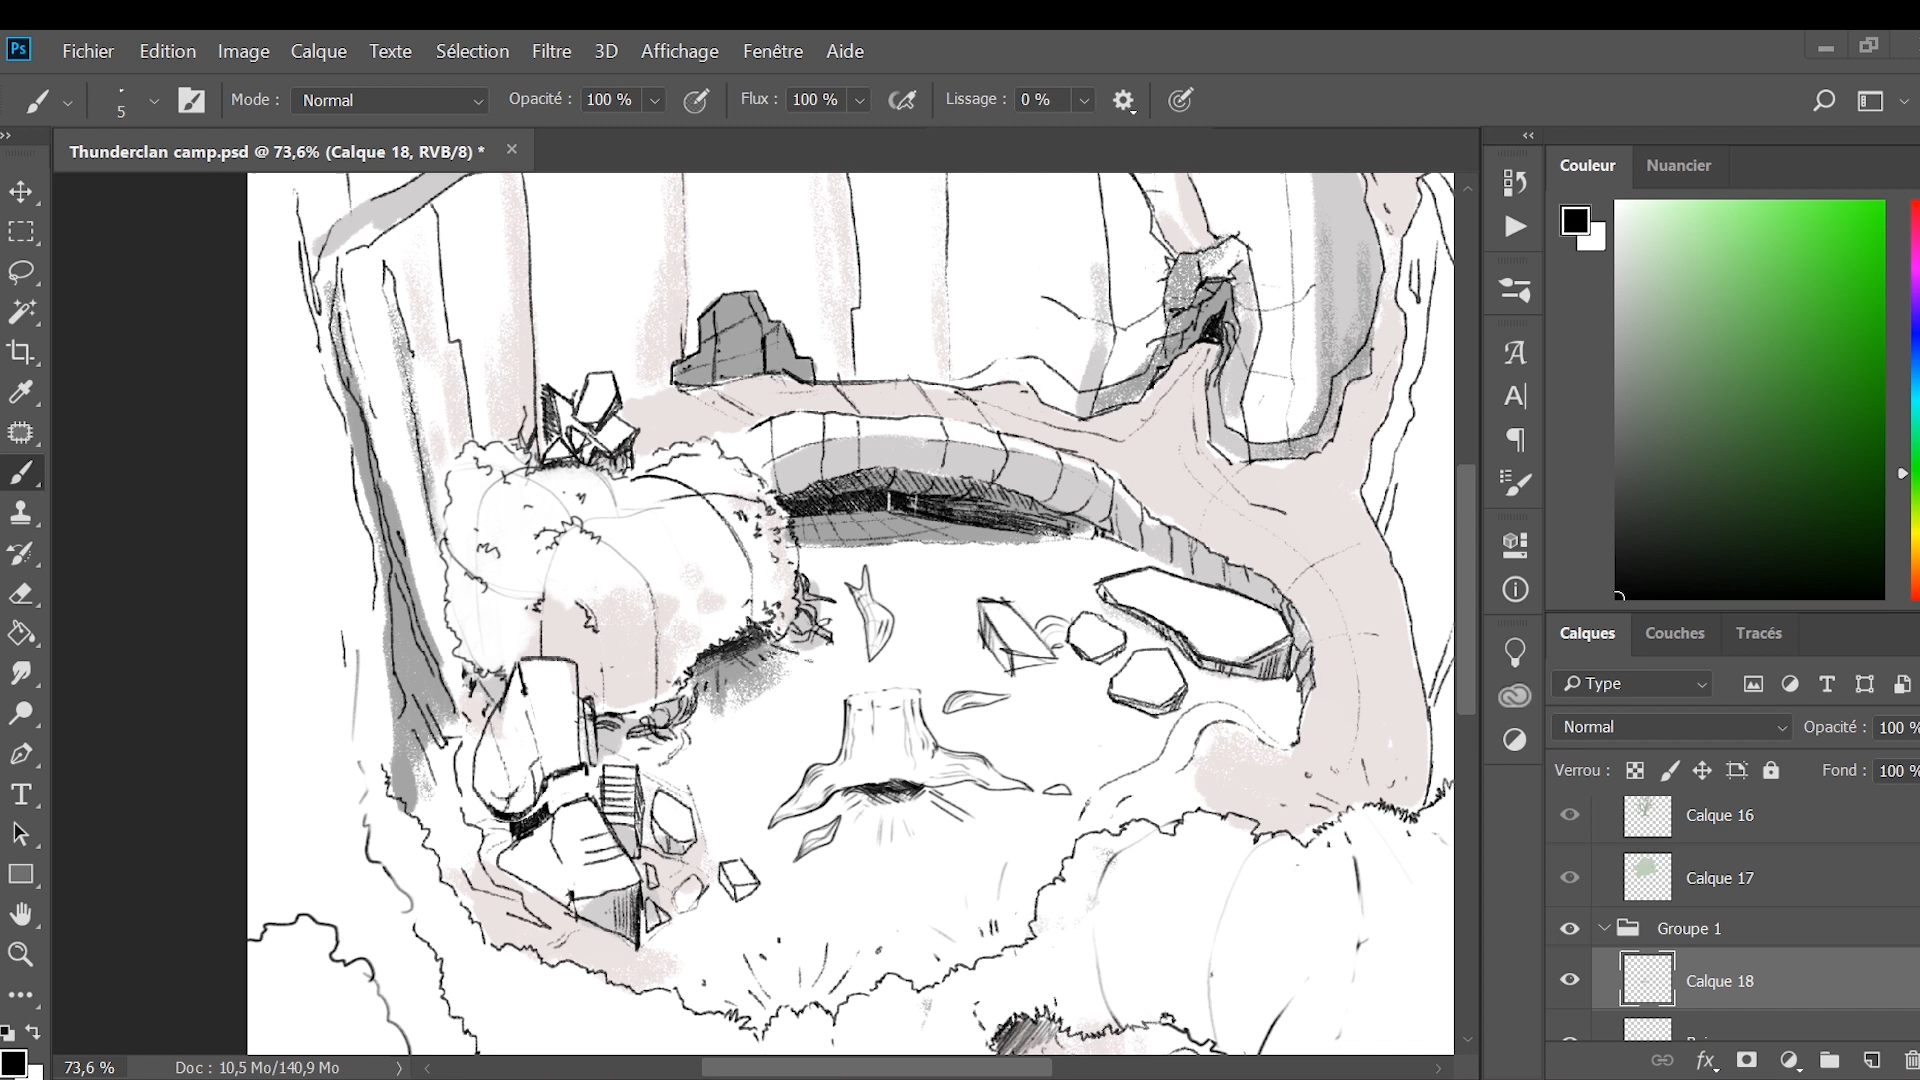 Ps Fichier Edition Image Calque Texte Sélection Filtre 3D Affichage Fenêtre Aide
5 Mode : Normal Opacité : 100 % Flux : 100 % Lissage : 0 %
Thunderclan camp.psd @ 73,6% (Calque 18, RVB/8) *
Couleur Nuancier
Calques Couches Tracés
Type
Normal Opacité : 100 %
Verrou : Fond : 100 %
Calque 16
Calque 17
Groupe 1
Calque 18
73,6 % Doc : 10,5 Mo/140,9 Mo